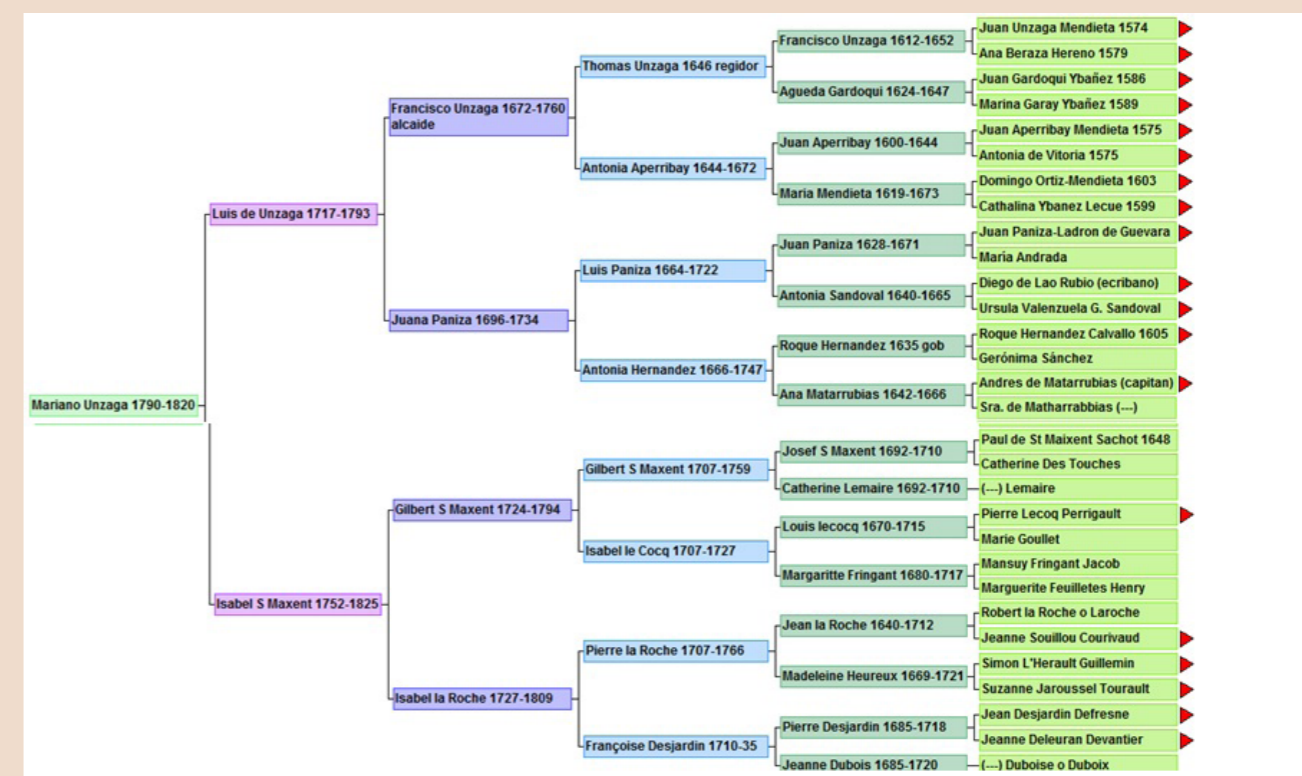 Mariano Unzaga 1790-1820
Luis de Unzaga 1717-1793
Isabel S Maxent 1752-1825
Francisco Unzaga 1672-1760
alcaide
Juana Paniza 1696-1734
Gilbert S Maxent 1724-1794
Isabel la Roche 1727-1809
Thomas Unzaga 1646 regidor
Antonia Aperribay 1644-1672
Luis Paniza 1664-1722
Antonia Hernandez 1666-1747
Gilbert S Maxent 1707-1759
Isabel le Cocq 1707-1727
Pierre la Roche 1707-1766
Françoise Desjardin 1710-35
Francisco Unzaga 1612-1652
Agueda Gardoqui 1624-1647
Juan Aperribay 1600-1644
Maria Mendieta 1619-1673
Juan Paniza 1628-1671
Antonia Sandoval 1640-1665
Roque Hernandez 1635 gob
Ana Matarrubias 1642-1666
Josef S Maxent 1692-1710
Catherine Lemaire 1692-1710
Louis lecocq 1670-1715
Margaritte Fringant 1680-1717
Jean la Roche 1640-1712
Madeleine Heureux 1669-1721
Pierre Desjardin 1685-1718
Jeanne Dubois 1685-1720
Juan Unzaga Mendieta 1574
Ana Beraza Hereno 1579
Juan Gardoqui Ybañez 1586
Marina Garay Ybañez 1589
Juan Aperribay Mendieta 1575
Antonia de Vitoria 1575
Domingo Ortiz-Mendieta 1603
Cathalina Ybanez Lecue 1599
Juan Paniza-Ladron de Guevara
María Andrada
Diego de Lao Rubio (ecribano)
Ursula Valenzuela G. Sandoval
Roque Hernandez Calvallo 1605
Gerónima Sánchez
Andres de Matarrubias (capitan)
Sra. de Matharrabbias (---)
Paul de St Maixent Sachot 1648
Catherine Des Touches
(---) Lemaire
Pierre Lecoq Perrigault
Marie Goullet
Mansuy Fringant Jacob
Marguerite Feuilletes Henry
Robert la Roche o Laroche
Jeanne Souillou Courivaud
Simon L'Herault Guillemin
Suzanne Jaroussel Tourault
Jean Desjardin Defresne
Jeanne Deleuran Devantier
(---) Duboise o Duboix